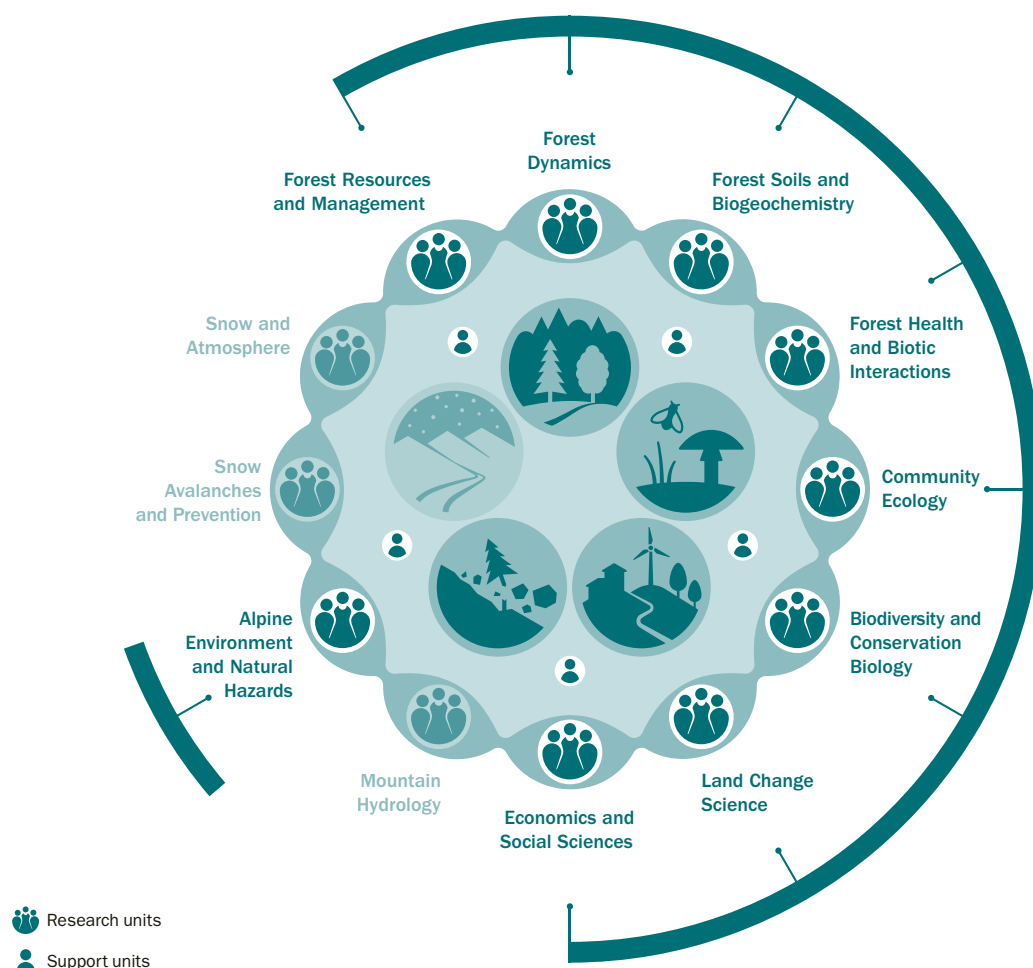 Forest
Dynamics
Forest Resources
and Management
Forest Soils and
Biogeochemistry
Snow and
Atmosphere
Forest Health
and Biotic
Interactions
Snow
Avalanches
and Prevention
Community
Ecology
Alpine
Environment
and Natural
Hazards
Biodiversity and
Conservation
Biology
Mountain
Hydrology
Land Change
Science
Economics and
Social Sciences
Research units
Support units